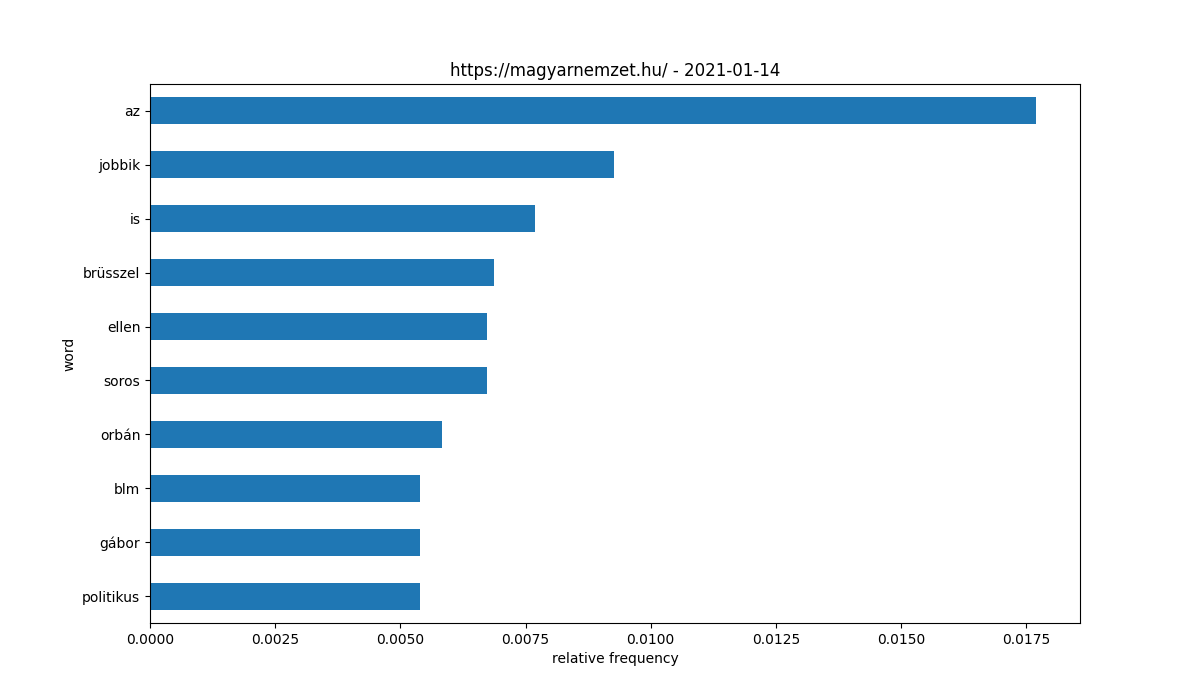 https://magyarnemzet.hu/ - 2021-01-14
az
jobbik
is
brüsszel
ellen
soros
orbán
blm
gábor
politikus
word
0.0000 0.0025 0.0050 0.0075 0.0100 0.0125 0.0150 0.0175
relative frequency